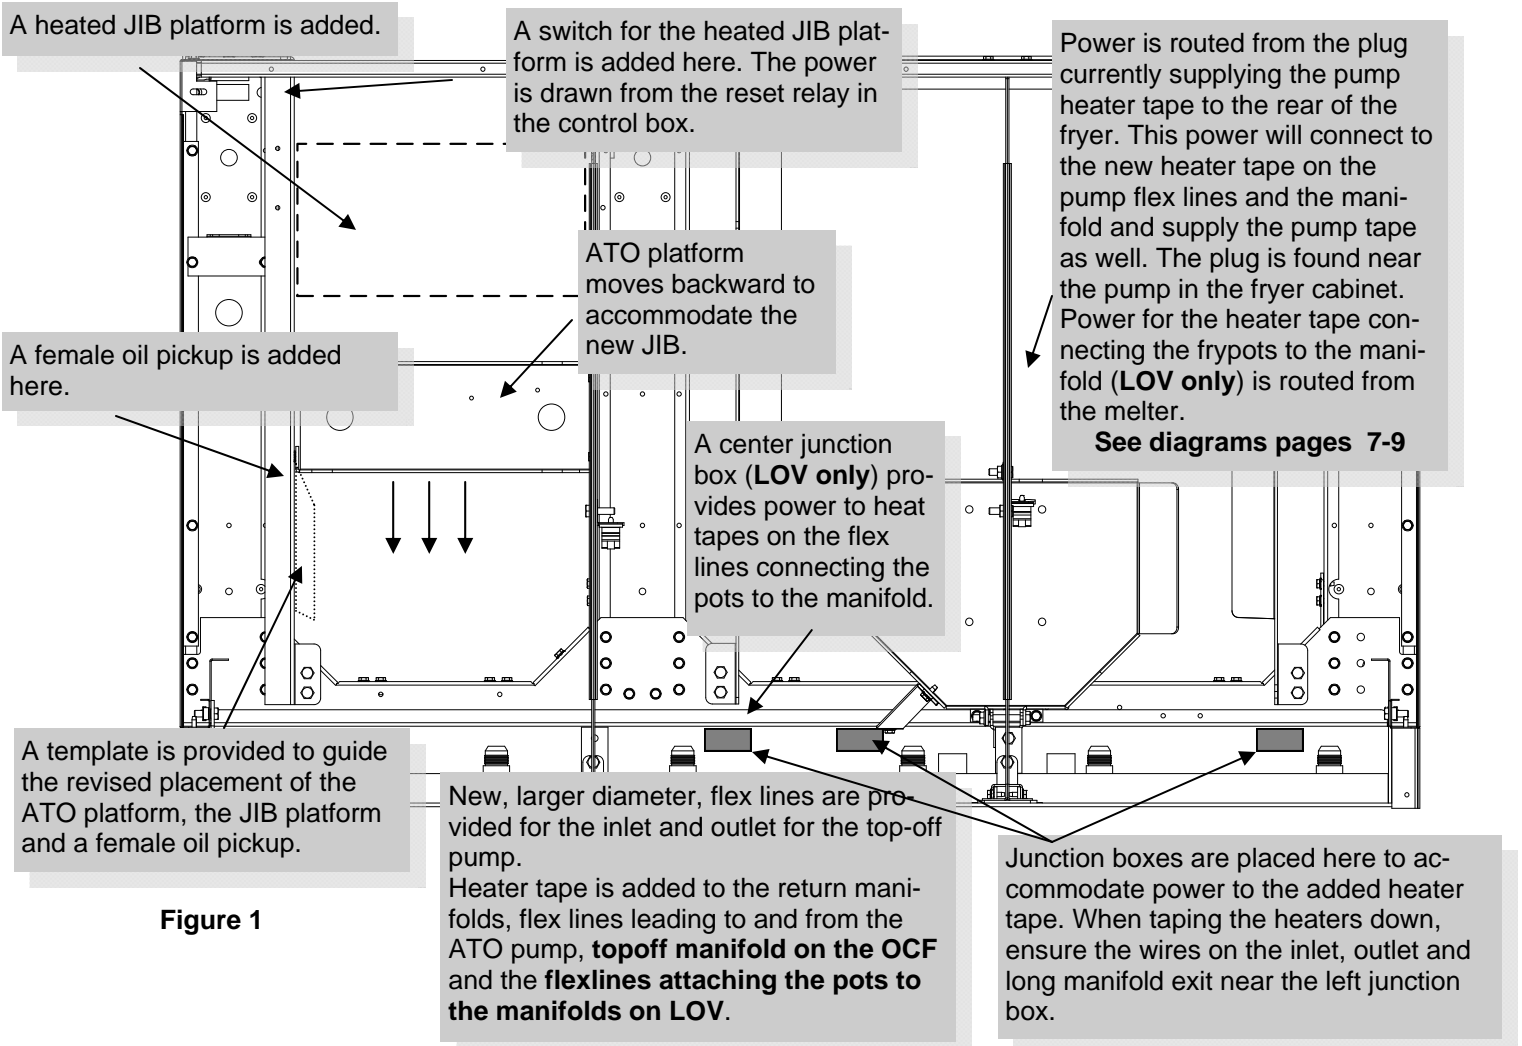 A heated JIB platform is added.
A switch for the heated JIB plat-
form is added here. The power
is drawn from the reset relay in
the control box.
Power is routed from the plug
currently supplying the pump
heater tape to the rear of the
fryer. This power will connect to
the new heater tape on the
pump flex lines and the mani-
fold and supply the pump tape
as well. The plug is found near
the pump in the fryer cabinet.
Power for the heater tape con-
necting the frypots to the mani-
fold (LOV only) is routed from
the melter.
See diagrams pages 7-9
ATO platform
moves backward to
accommodate the
new JIB.
A female oil pickup is added
here.
A center junction
box (LOV only) pro-
vides power to heat
tapes on the flex
lines connecting the
pots to the manifold.
A template is provided to guide
the revised placement of the
ATO platform, the JIB platform
and a female oil pickup.
Figure 1
New, larger diameter, flex lines are pro-
vided for the inlet and outlet for the top-off
pump.
Heater tape is added to the return mani-
folds, flex lines leading to and from the
ATO pump, topoff manifold on the OCF
and the flexlines attaching the pots to
the manifolds on LOV.
Junction boxes are placed here to ac-
commodate power to the added heater
tape. When taping the heaters down,
ensure the wires on the inlet, outlet and
long manifold exit near the left junction
box.